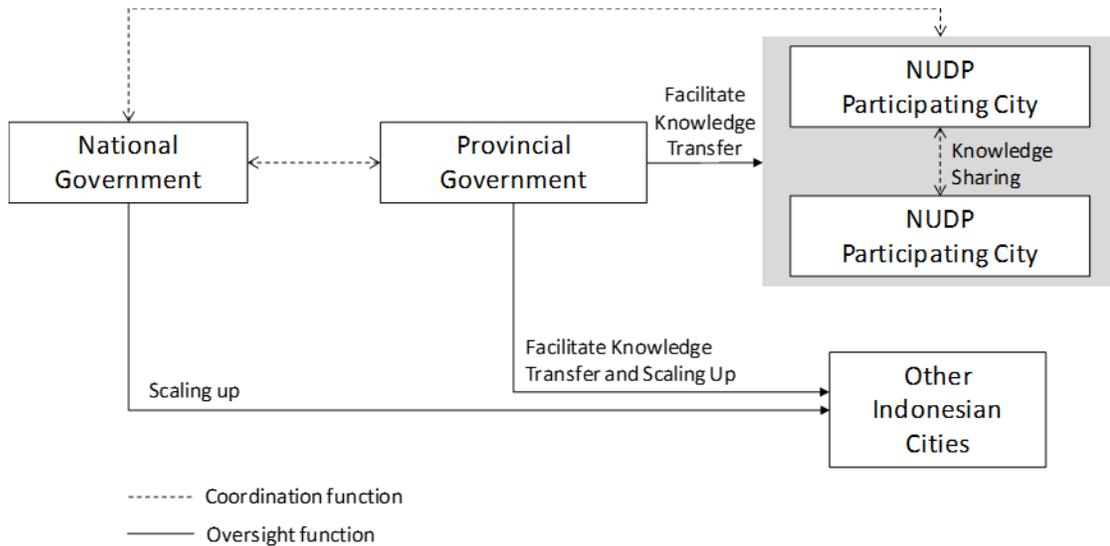 NUDP
Participating City
Facilitate
Knowledge
Transfer
National
Government
Provincial
Government
Knowledge
Sharing
NUDP
Participating City
Facilitate Knowledge
Transfer and Scaling Up
Scaling up
Other
Indonesian
Cities
Coordination function
Oversight function